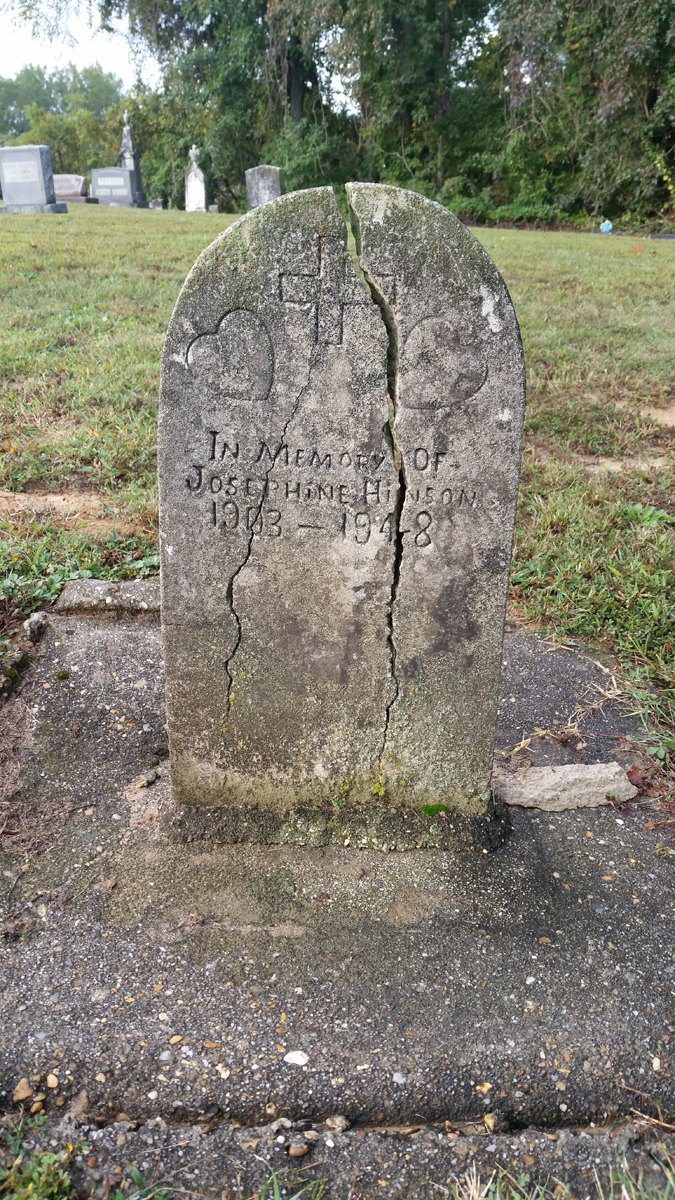 In Memory Of
Josephine Hinson
1903 — 1948